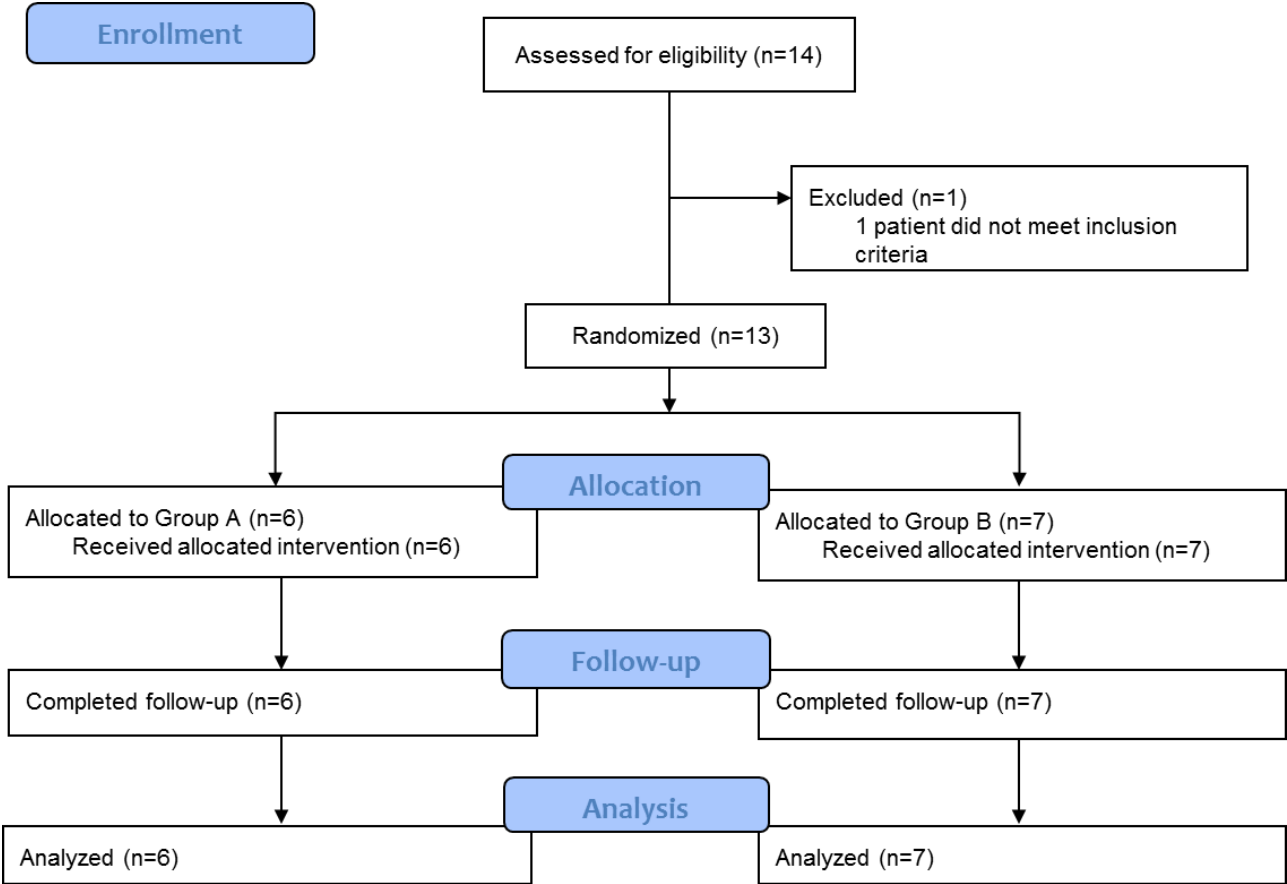 Enrollment
Assessed for eligibility (n=14)
Excluded (n=1)
1 patient did not meet inclusion
criteria
Randomized (n=13)
Allocation
Allocated to Group A (n=6)
Received allocated intervention (n=6)
Allocated to Group B (n=7)
Received allocated intervention (n=7)
Follow-up
Completed follow-up (n=6)
Completed follow-up (n=7)
Analysis
Analyzed (n=6)
Analyzed (n=7)